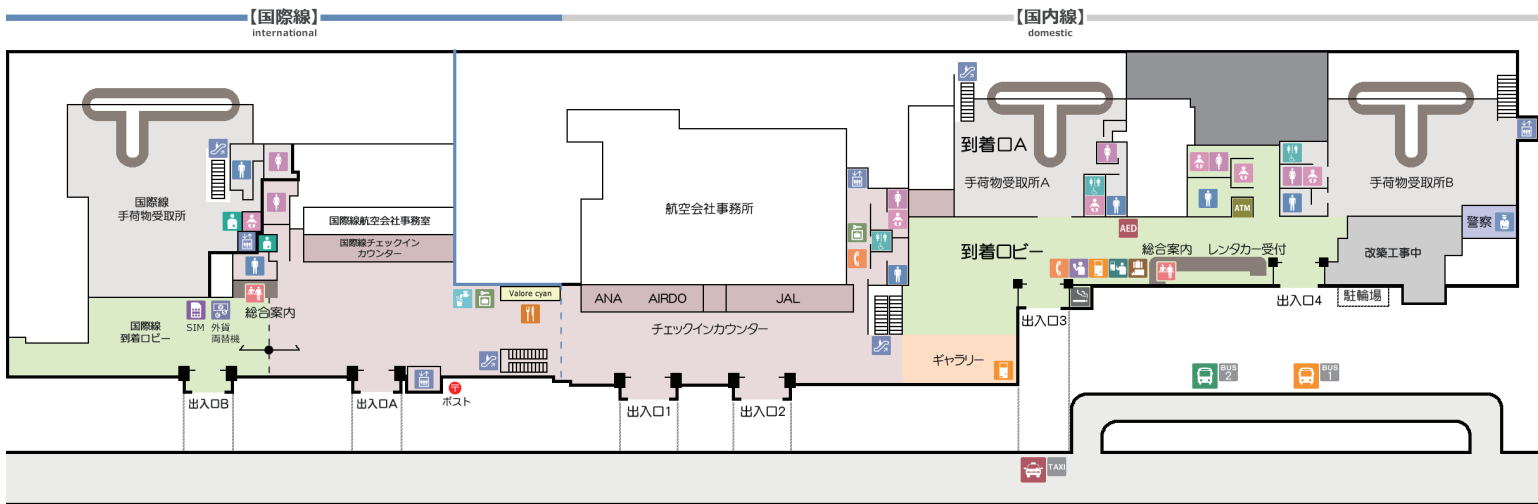 【国際線】
international
【国内線】
domestic
到着口A
手荷物受取所A
手荷物受取所B
国際線
手荷物受取所
国際線航空会社事務室
国際線チェックイン
カウンター
航空会社事務所
ATM
AED
警察
到着ロビー
総合案内
レンタカー受付
改築工事中
Valore cyan
ANA
AIRDO
JAL
チェックインカウンター
総合案内
SIM
外貨
両替機
国際線
到着ロビー
出入口3
出入口4
駐輪場
ギャラリー
BUS
2
BUS
1
出入口B
出入口A
ポスト
出入口1
出入口2
TAXI